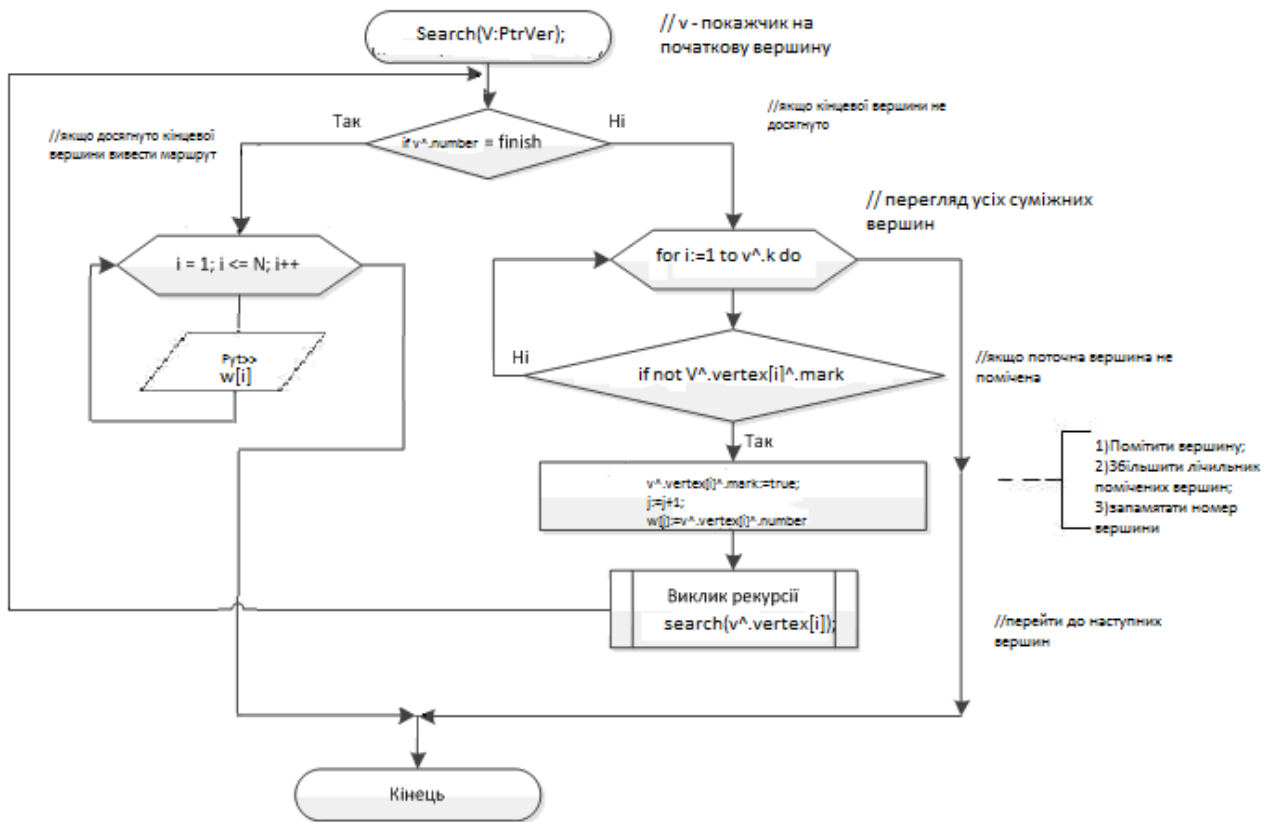 Search(V:PtrVer);
// v - покажчик на
початкову вершину
Так
if v^.number = finish
Ні
//якщо досягнуто кінцевої
вершини вивести маршрут
//якщо кінцевої вершини не
досягнуто
// перегляд усіх суміжних
вершин
i = 1; i <= N; i++
for i:=1 to v^.k do
Pyt>>
w[i]
Ні
if not V^.vertex[i]^.mark
//якщо поточна вершина не
помічена
Так
v^.vertex[i]^.mark:=true;
j:=j+1;
w[j]:=v^.vertex[i]^.number
1)Помітити вершину;
2)Збільшити лічильник
помічених вершин;
3)запамятати номер
вершини
Виклик рекурсії
search(v^.vertex[i]);
//перейти до наступних
вершин
Кінець